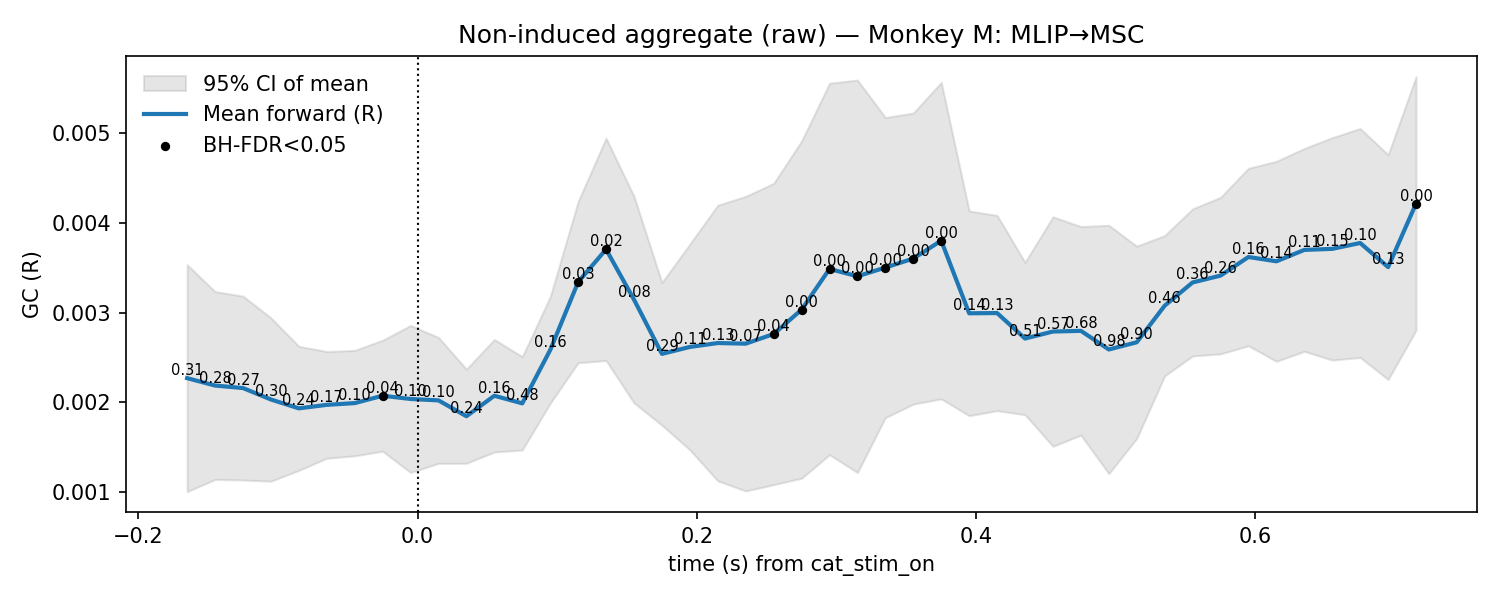 Non-induced aggregate (raw) — Monkey M: MLIP→MSC
95% CI of mean
Mean forward (R)
BH-FDR<0.05
GC (R)
0.005
0.004
0.003
0.002
0.001
0.31 0.28 0.27 0.30 0.24 0.17 0.10 0.04 0.10 0.10 0.24 0.16 0.48 0.16 0.03 0.02 0.08 0.29 0.11 0.13 0.07 0.04 0.00 0.00 0.00 0.00 0.00 0.00 0.14 0.13 0.51 0.57 0.68 0.98 0.90 0.46 0.36 0.26 0.16 0.14 0.11 0.15 0.10 0.13 0.00
−0.2 0.0 0.2 0.4 0.6
time (s) from cat_stim_on